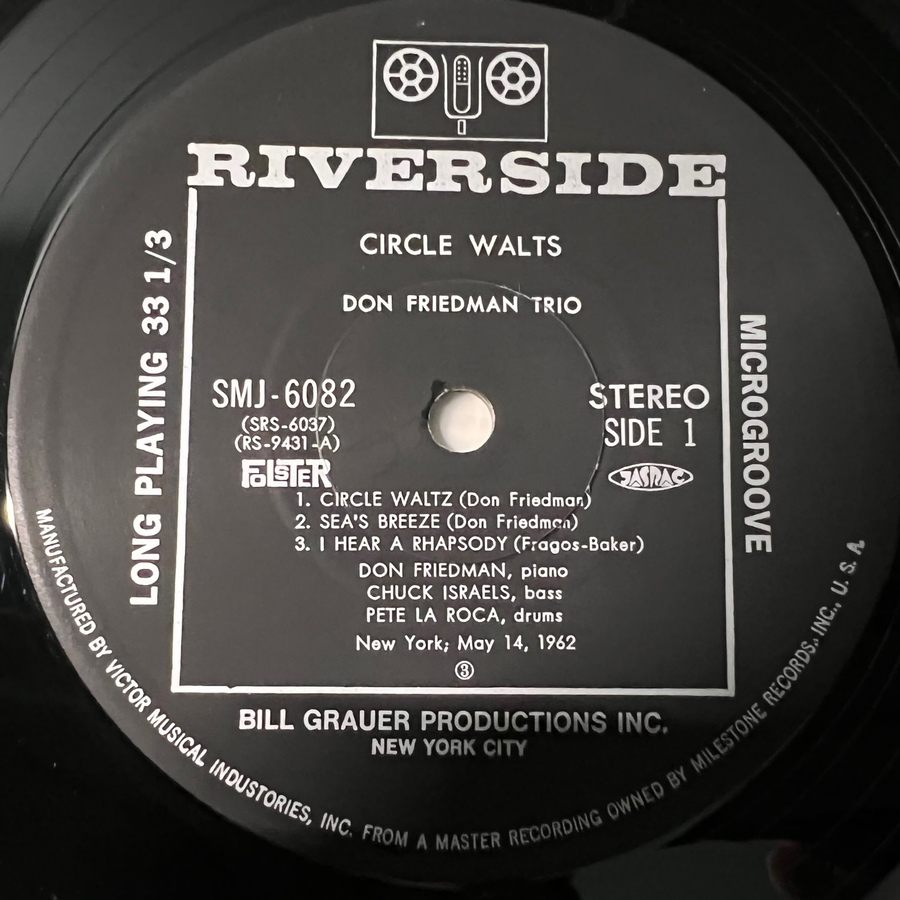 RIVERSIDE
CIRCLE WALTS
DON FRIEDMAN TRIO
LONG PLAYING 33 1/3
MICROGROOVE
SMJ-6082
(SRS-6037)
(RS-9431-A)
FOLSTER
STEREO
SIDE 1
JASRAC
1. CIRCLE WALTZ (Don Friedman)
2. SEA'S BREEZE (Don Friedman)
3. I HEAR A RHAPSODY (Fragos-Baker)
DON FRIEDMAN, piano
CHUCK ISRAELS, bass
PETE LA ROCA, drums
New York; May 14, 1962
③
BILL GRAUER PRODUCTIONS INC.
NEW YORK CITY
MANUFACTURED BY VICTOR MUSICAL INDUSTORIES, INC. FROM A MASTER RECORDING OWNED BY MILESTONE RECORDS, INC., U. S. A.